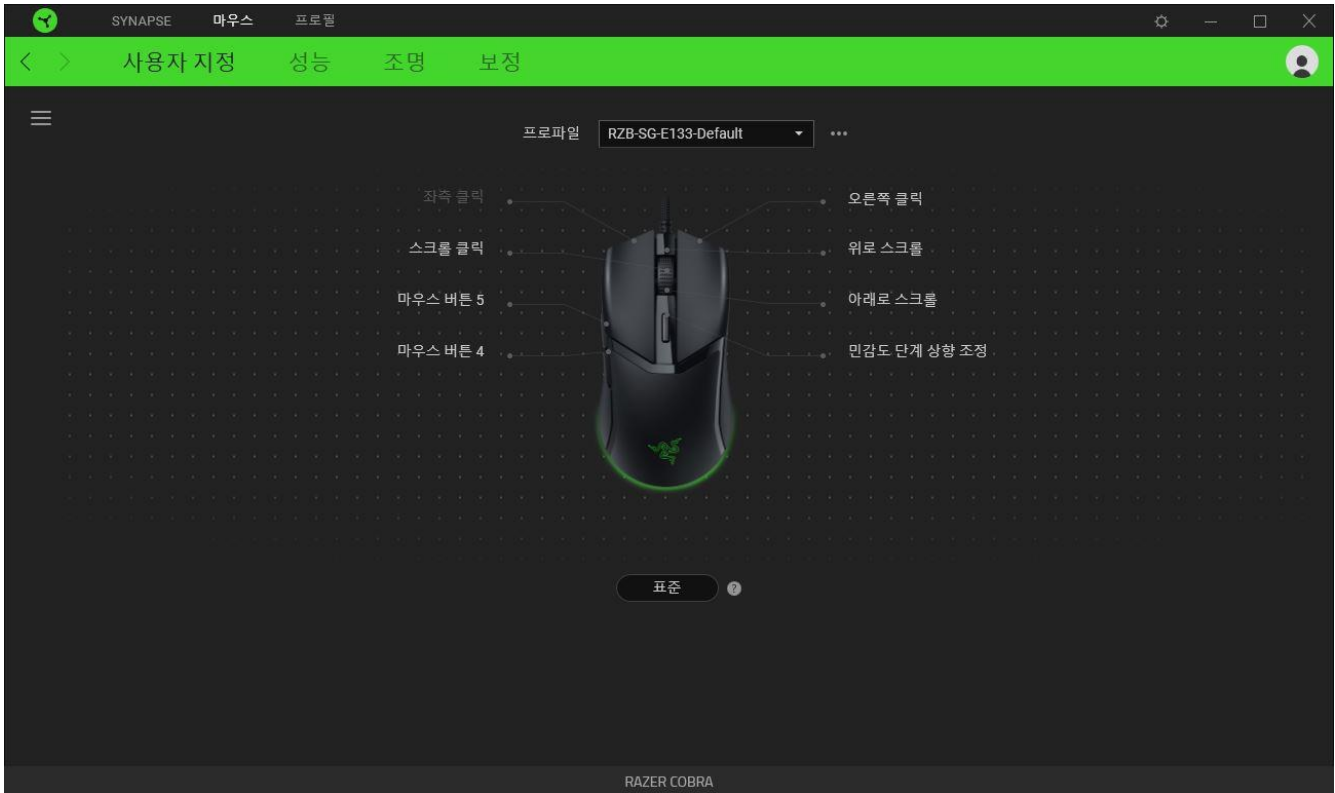 SYNAPSE 마우스 프로필
사용자 지정 성능 조명 보정
프로파일 RZB-SG-E133-Default
좌측 클릭 오른쪽 클릭
스크롤 클릭 위로 스크롤
마우스 버튼 5 아래로 스크롤
마우스 버튼 4 민감도 단계 상향 조정
표준 ?
RAZER COBRA